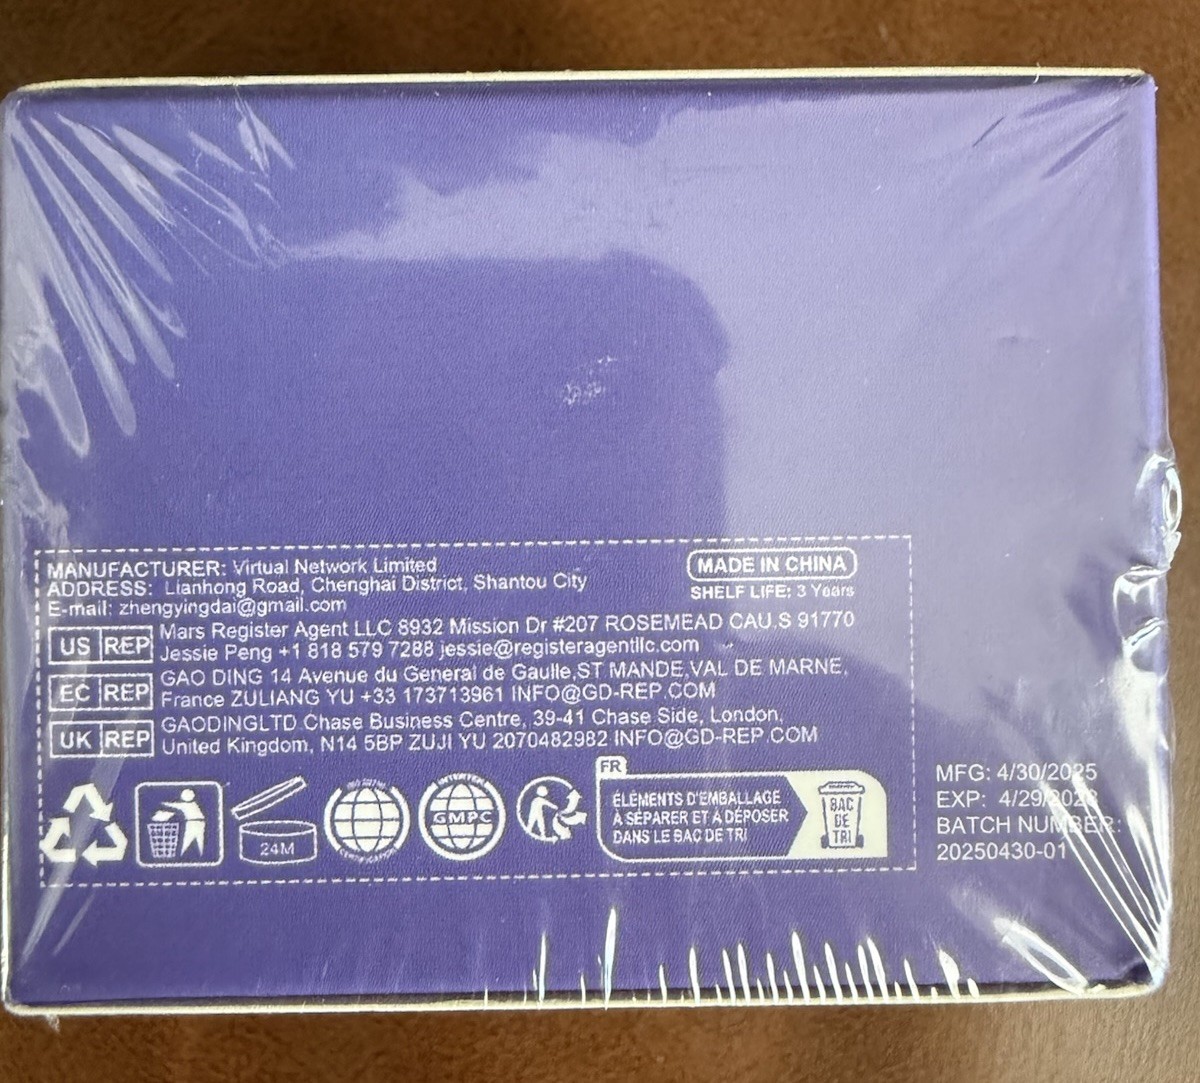 MANUFACTURER: Virtual Network Limited
ADDRESS: Lianhong Road, Chenghai District, Shantou City
E-mail: zhengyingdai@gmail.com
MADE IN CHINA
SHELF LIFE: 3 Years
US REP
Mars Register Agent LLC 8932 Mission Dr #207 ROSEMEAD CAU.S 91770
Jessie Peng +1 818 579 7288 jessie@registeragentllc.com
EC REP
GAO DING 14 Avenue du General de Gaulle,ST MANDE,VAL DE MARNE,
France ZULIANG YU +33 173713961 INFO@GD-REP.COM
UK REP
GAODINGLTD Chase Business Centre, 39-41 Chase Side, London,
United Kingdom, N14 5BP ZUJI YU 2070482982 INFO@GD-REP.COM
24M
GMPC
FR
ÉLÉMENTS D'EMBALLAGE
À SÉPARER ET À DÉPOSER
DANS LE BAC DE TRI
BAC
DE
TRI
MFG: 4/30/2025
EXP: 4/29/2028
BATCH NUMBER:
20250430-01